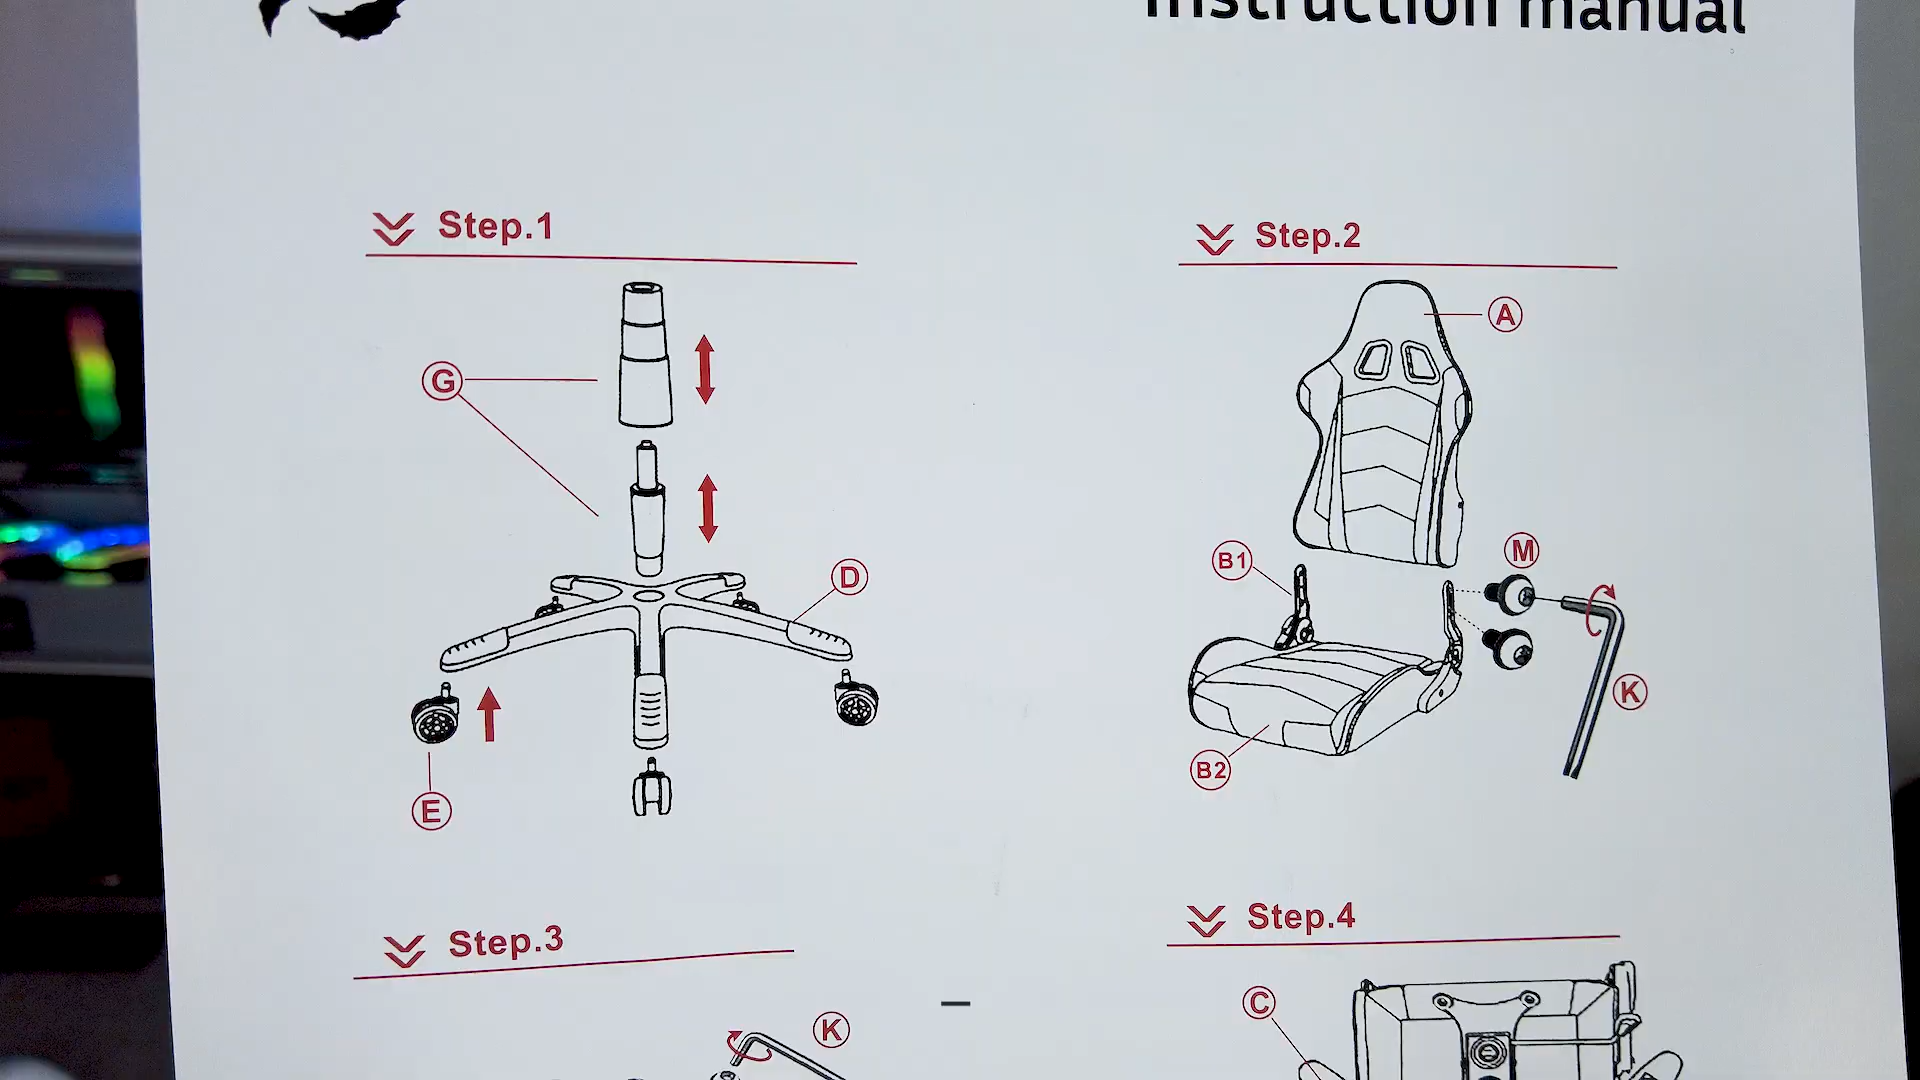 Instruction manual
Step.1
G
D
E
Step.2
A
B1
M
K
B2
Step.3
K
Step.4
C